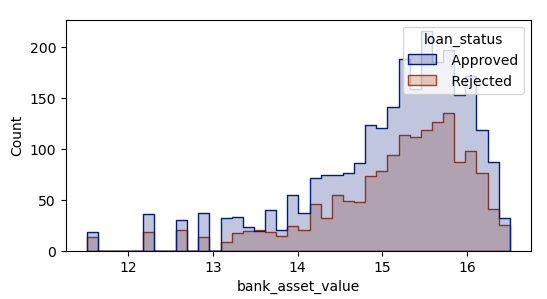 loan_status
Approved
Rejected
200
150
100
50
0
Count
12
13
14
15
16
bank_asset_value